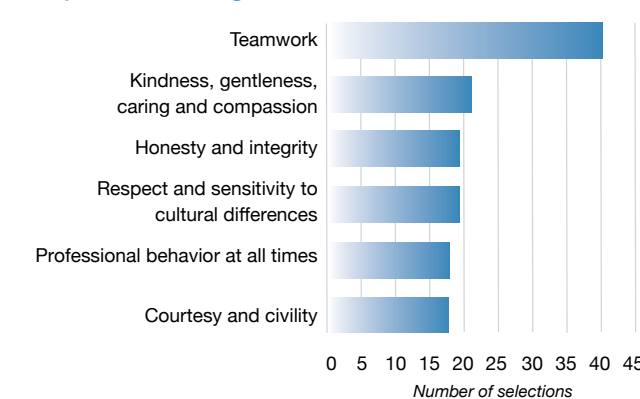 Teamwork
Kindness, gentleness,
caring and compassion
Honesty and integrity
Respect and sensitivity to
cultural differences
Professional behavior at all times
Courtesy and civility
0 5 10 15 20 25 30 35 40 45
Number of selections